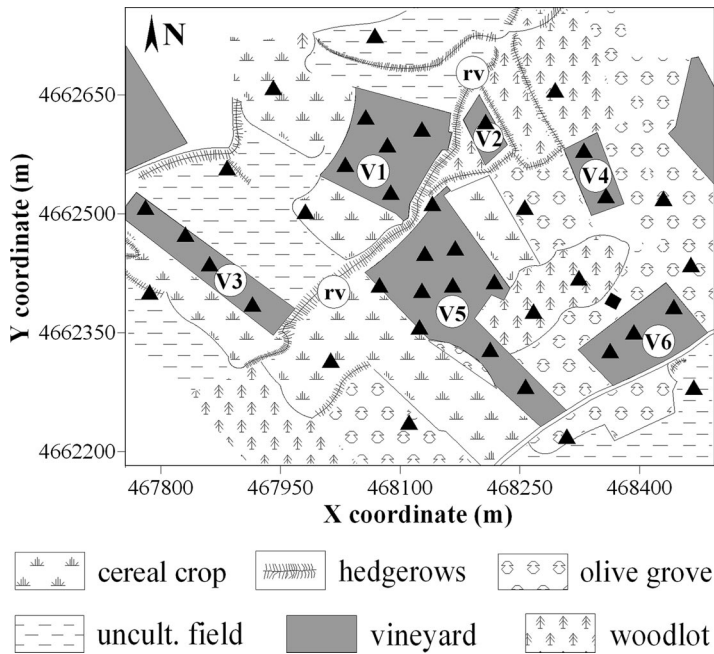 N
rv
4662650
V2
V1
V4
4662500
V3
rv
V5
4662350
V6
4662200
Y coordinate (m)
467800 467950 468100 468250 468400
X coordinate (m)
cereal crop hedgerows olive grove
uncult. field vineyard woodlot